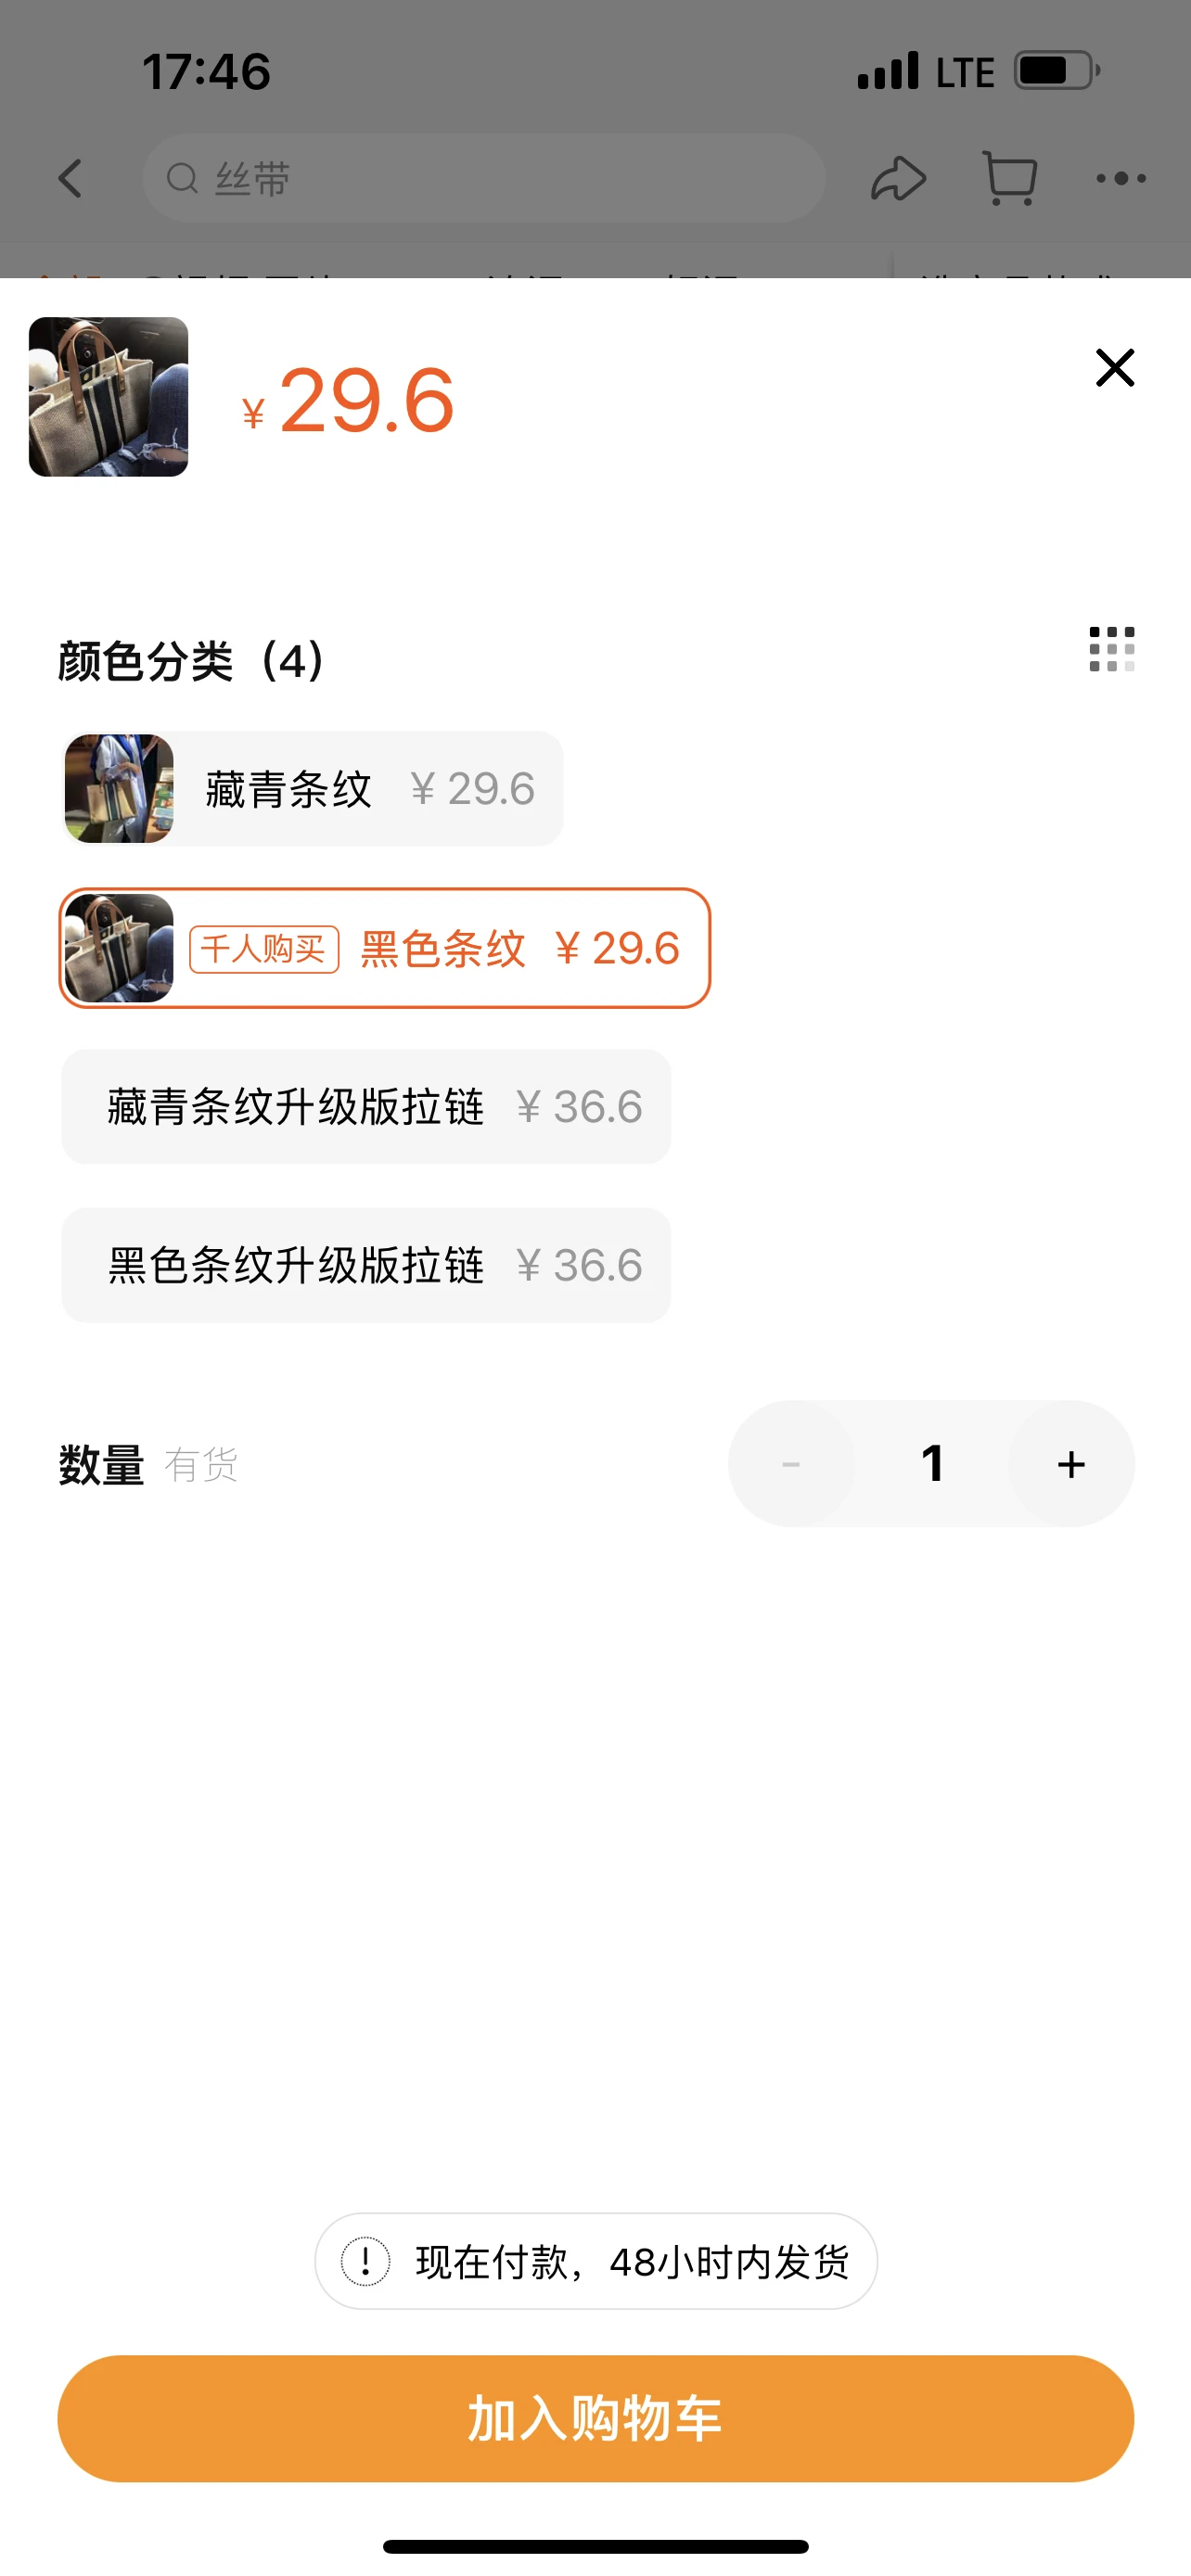 17:46 LTE
丝带
¥29.6
颜色分类（4）
藏青条纹 ¥29.6
千人购买 黑色条纹 ¥29.6
藏青条纹升级版拉链 ¥36.6
黑色条纹升级版拉链 ¥36.6
数量 有货 - 1 +
现在付款，48小时内发货
加入购物车